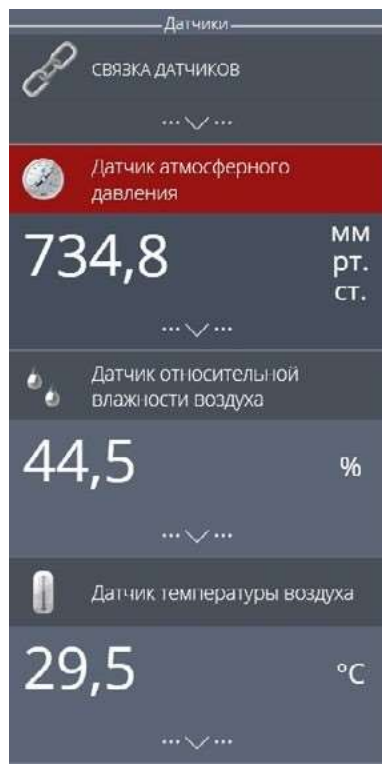 Датчики
СВЯЗКА ДАТЧИКОВ
Датчик атмосферного
давления
734,8
мм
рт.
ст.
Датчик относительной
влажности воздуха
44,5
%
Датчик температуры воздуха
29,5
°C